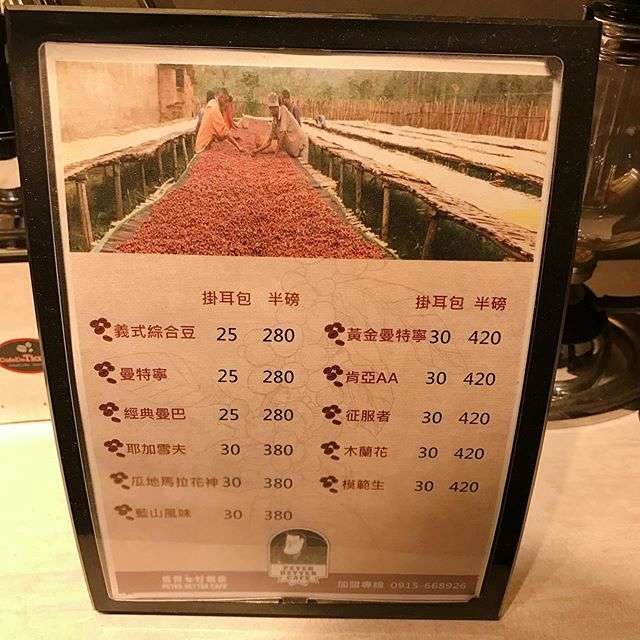 掛耳包 半磅
義式綜合豆 25 280
曼特寧 25 280
經典曼巴 25 280
耶加雪夫 30 380
瓜地馬拉花神 30 380
藍山風味 30 380
掛耳包 半磅
黃金曼特寧 30 420
肯亞AA 30 420
征服者 30 420
木蘭花 30 420
模範生 30 420
PETER BETTER CAFE
PETER BETTER CAFE
加盟專線 0915-668926